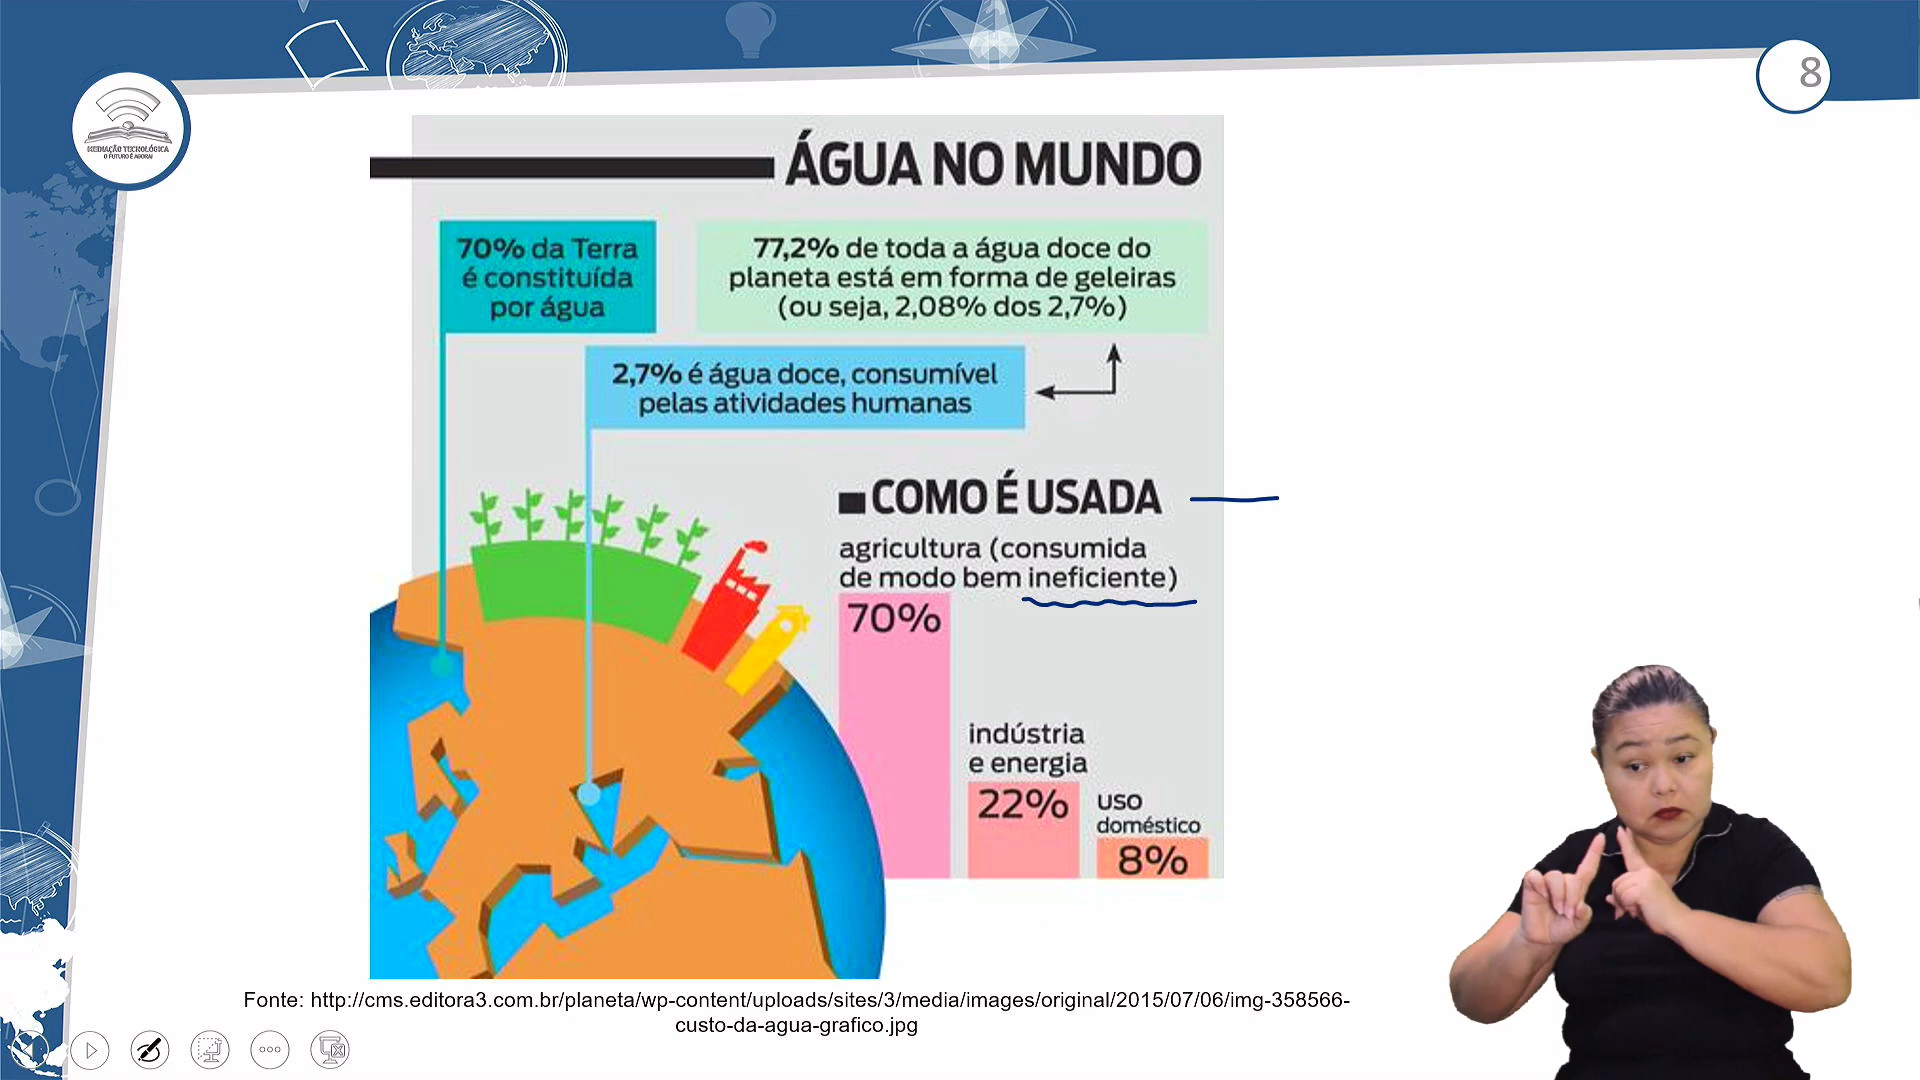 8
MEDIAÇÃO TECNOLÓGICA
O FUTURO É AGORA!
ÁGUA NO MUNDO
70% da Terra
é constituída
por água
77,2% de toda a água doce do
planeta está em forma de geleiras
(ou seja, 2,08% dos 2,7%)
2,7% é água doce, consumível
pelas atividades humanas
COMO É USADA
agricultura (consumida
de modo bem ineficiente)
70%
indústria
e energia
22%
uso
doméstico
8%
Fonte: http://cms.editora3.com.br/planeta/wp-content/uploads/sites/3/media/images/original/2015/07/06/img-358566-
custo-da-agua-grafico.jpg